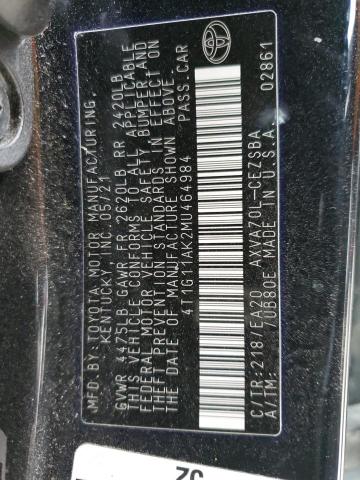 MFD. BY: TOYOTA MOTOR MANUFACTURING,
KENTUCKY, INC. 05/21
GVWR 4475LB GAWR FR 2620LB RR 2420LB
THIS VEHICLE CONFORMS TO ALL APPLICABLE
FEDERAL MOTOR VEHICLE SAFETY, BUMPER, AND
THEFT PREVENTION STANDARDS IN EFFECT ON
THE DATE OF MANUFACTURE SHOWN ABOVE.
4T1G11AK2MU464984 PASS. CAR
C/TR:218/EA20 AXVA70L-CEZSBA
A/TM: /UB80E MADE IN U.S.A. 02861